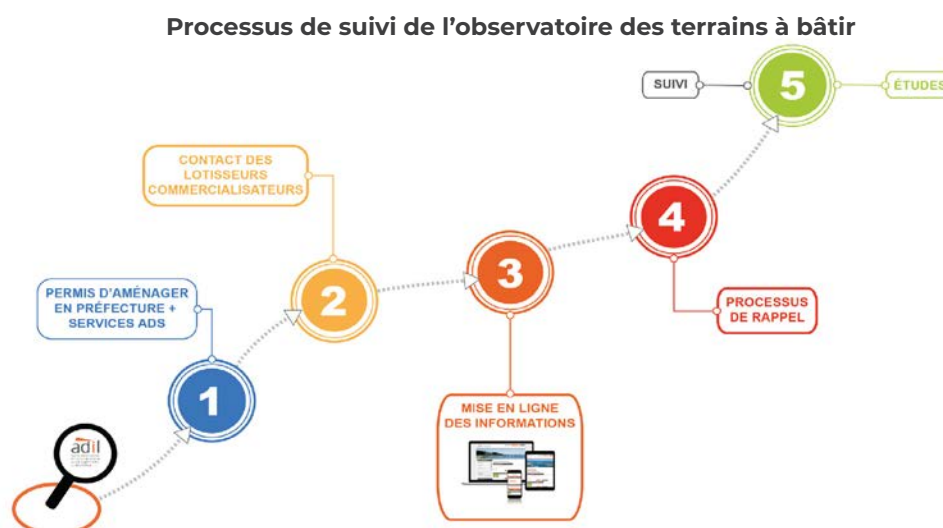 Processus de suivi de l’observatoire des terrains à bâtir
SUIVI
5
ÉTUDES
CONTACT DES
LOTISSEURS
COMMERCIALISATEURS
4
3
2
PERMIS D’AMÉNAGER
EN PRÉFECTURE +
SERVICES ADS
PROCESSUS
DE RAPPEL
1
MISE EN LIGNE
DES INFORMATIONS
adil